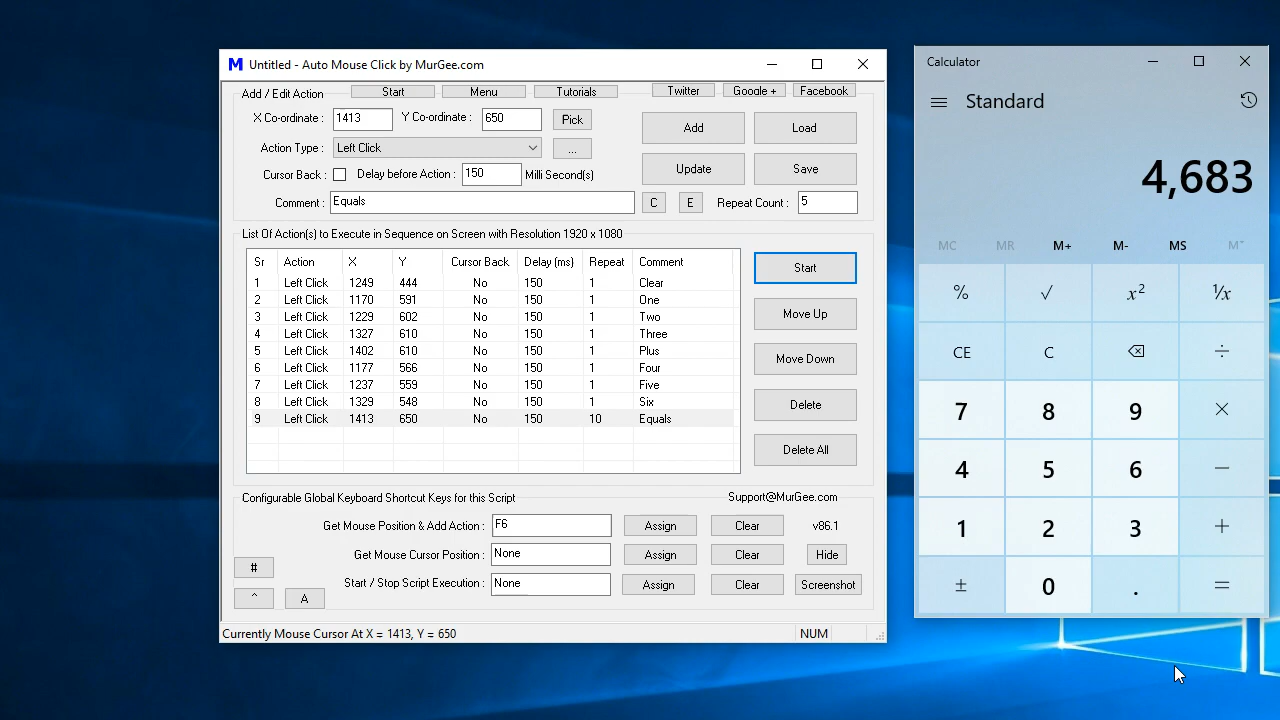 Untitled - Auto Mouse Click by MurGee.com
Add / Edit Action Start Menu Tutorials Twitter Google + Facebook
X Co-ordinate : 1413 Y Co-ordinate : 650 Pick Add Load
Action Type : Left Click ...
Cursor Back : Delay before Action : 150 Milli Second(s) Update Save
Comment : Equals C E Repeat Count : 5
List Of Action(s) to Execute in Sequence on Screen with Resolution 1920 x 1080
Sr Action X Y Cursor Back Delay (ms) Repeat Comment
1 Left Click 1249 444 No 150 1 Clear
2 Left Click 1170 591 No 150 1 One
3 Left Click 1229 602 No 150 1 Two
4 Left Click 1327 610 No 150 1 Three
5 Left Click 1402 610 No 150 1 Plus
6 Left Click 1177 566 No 150 1 Four
7 Left Click 1237 559 No 150 1 Five
8 Left Click 1329 548 No 150 1 Six
9 Left Click 1413 650 No 150 10 Equals
Start
Move Up
Move Down
Delete
Delete All
Configurable Global Keyboard Shortcut Keys for this Script Support@MurGee.com
Get Mouse Position & Add Action : F6 Assign Clear v86.1
Get Mouse Cursor Position : None Assign Clear Hide
# Start / Stop Script Execution : None Assign Clear Screenshot
^ A
Currently Mouse Cursor At X = 1413, Y = 650 NUM
Calculator
Standard
4,683
MC MR M+ M- MS M˅
% √ x² ¹/x
CE C ⌫ ÷
7 8 9 ×
4 5 6 −
1 2 3 +
± 0 . =